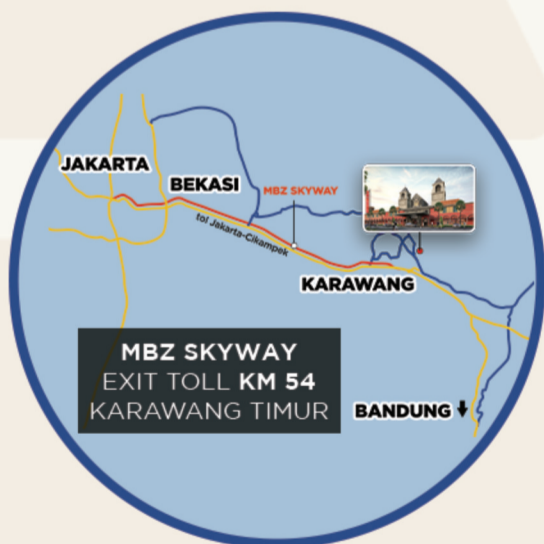 JAKARTA
BEKASI
MBZ SKYWAY
tol Jakarta-Cikampek
KARAWANG
MBZ SKYWAY
EXIT TOLL KM 54
KARAWANG TIMUR
BANDUNG